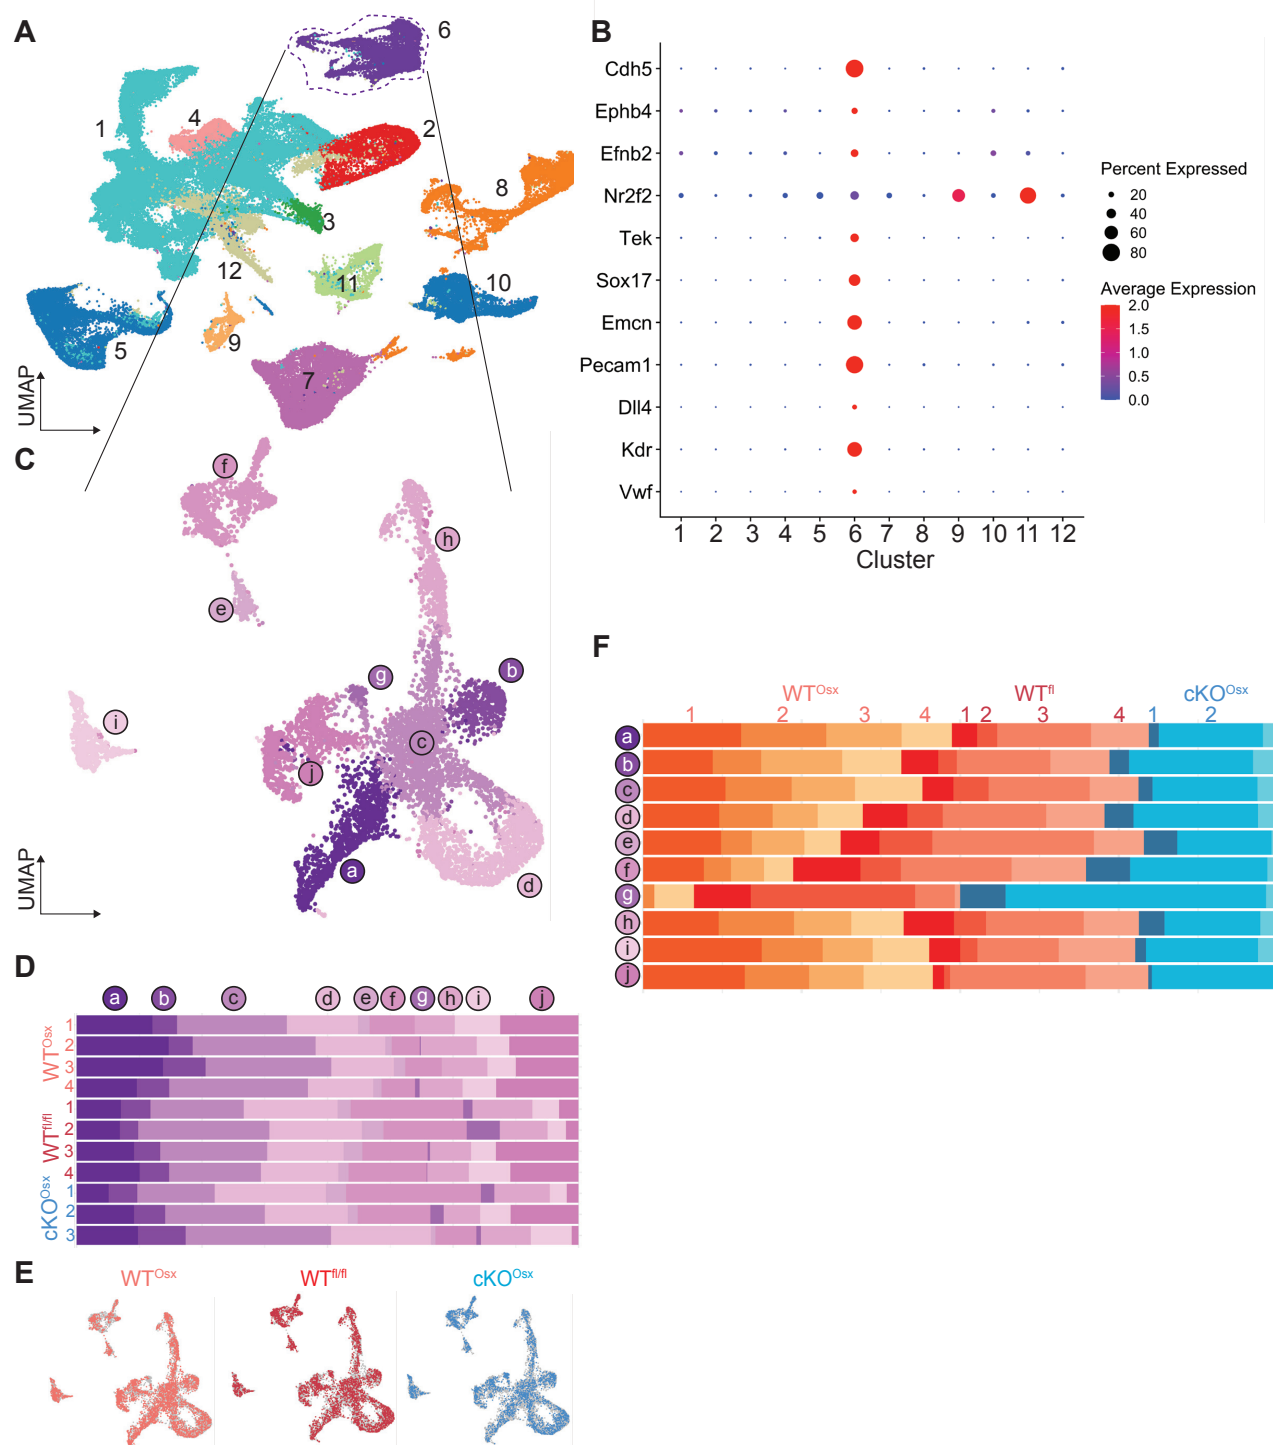 A
6
1
4
2
8
3
12
11
10
5
9
7
UMAP
B
Cdh5
Ephb4
Efnb2
Nr2f2
Tek
Sox17
Emcn
Pecam1
Dll4
Kdr
Vwf
1 2 3 4 5 6 7 8 9 10 11 12
Cluster
Percent Expressed
20
40
60
80
Average Expression
2.0
1.5
1.0
0.5
0.0
C
f
h
e
g
b
i
c
j
a
d
UMAP
D
a b c d e f g h i j
WTOsx
1
2
3
4
WTfl/fl
1
2
3
4
cKOOsx
1
2
3
E
WTOsx WTfl/fl cKOOsx
F
WTOsx WTfl cKOOsx
1 2 3 4 1 2 3 4 1 2
a
b
c
d
e
f
g
h
i
j